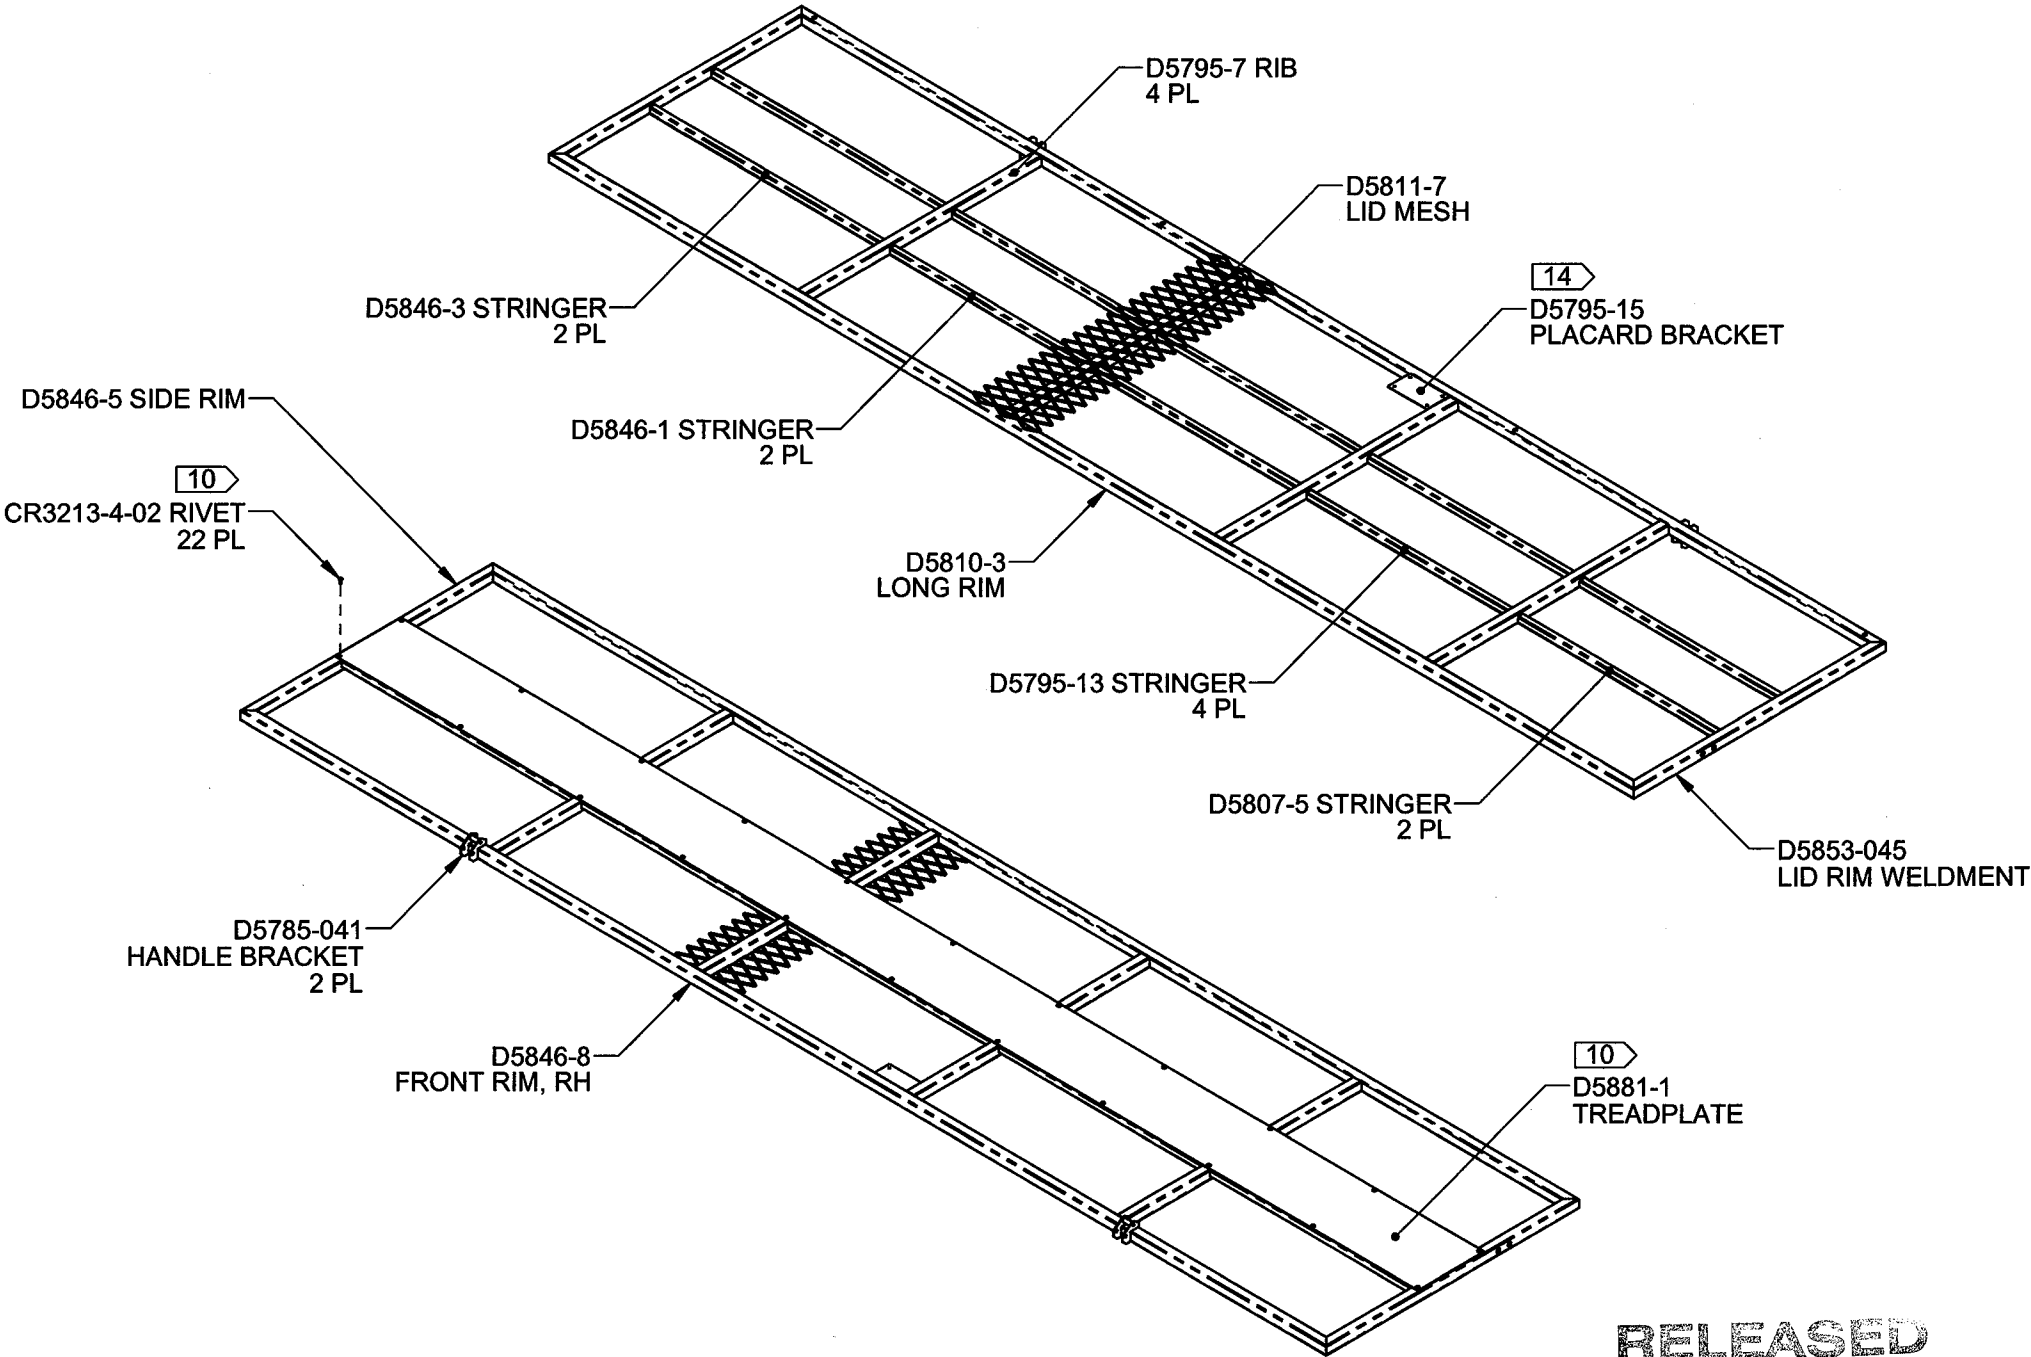 D5795-7 RIB
4 PL
D5811-7
LID MESH
14
D5795-15
PLACARD BRACKET
D5846-3 STRINGER
2 PL
D5846-5 SIDE RIM
D5846-1 STRINGER
2 PL
10
CR3213-4-02 RIVET
22 PL
D5810-3
LONG RIM
D5795-13 STRINGER
4 PL
D5807-5 STRINGER
2 PL
D5853-045
LID RIM WELDMENT
D5785-041
HANDLE BRACKET
2 PL
D5846-8
FRONT RIM, RH
10
D5881-1
TREADPLATE
RELEASED